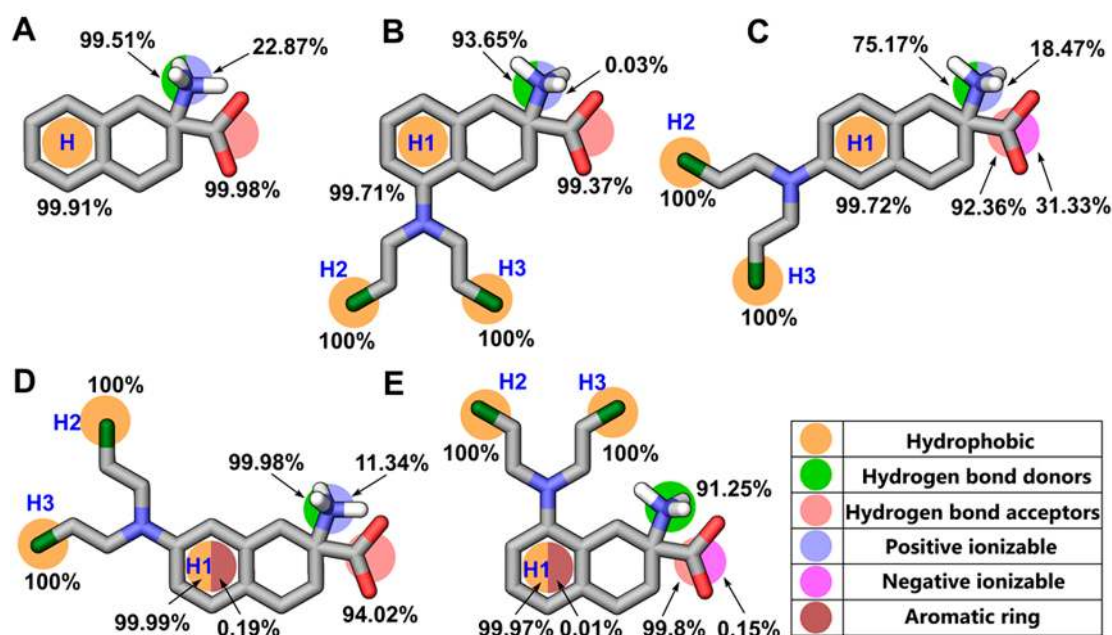 A
99.51%
22.87%
H
99.91%
99.98%
B
93.65%
0.03%
H1
99.71%
99.37%
H2
H3
100%
100%
C
75.17%
18.47%
H2
H1
100%
99.72%
92.36%
31.33%
H3
100%
D
100%
H2
99.98%
11.34%
H3
H1
100%
99.99%
0.19%
94.02%
E
H2
H3
100%
100%
91.25%
H1
99.97%
0.01%
99.8%
0.15%
Hydrophobic
Hydrogen bond donors
Hydrogen bond acceptors
Positive ionizable
Negative ionizable
Aromatic ring